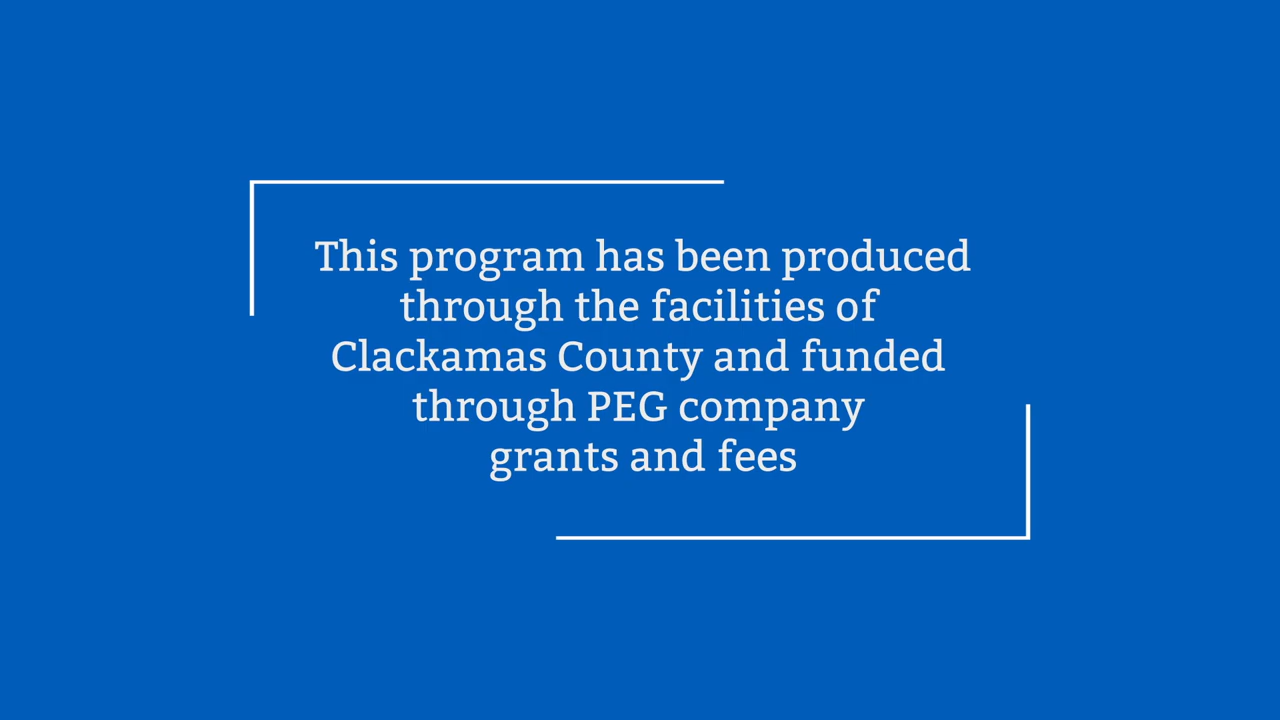 This program has been produced
through the facilities of
Clackamas County and funded
through PEG company
grants and fees